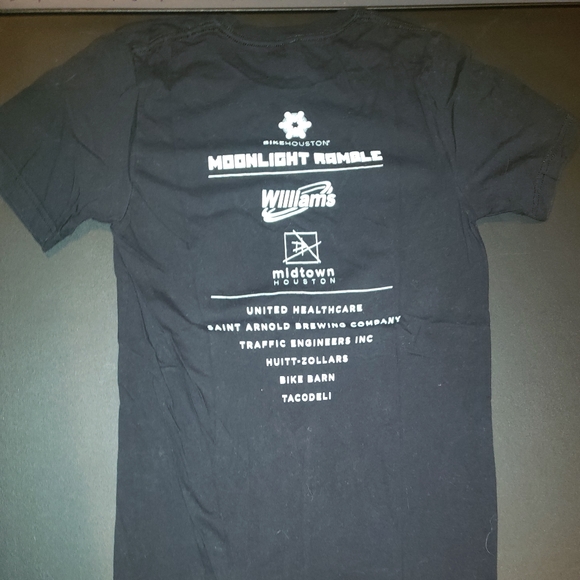 BIKEHOUSTON
MOONLIGHT RAMBLE
Williams
midtown
HOUSTON
UNITED HEALTHCARE
SAINT ARNOLD BREWING COMPANY
TRAFFIC ENGINEERS INC
HUITT-ZOLLARS
BIKE BARN
TACODELI